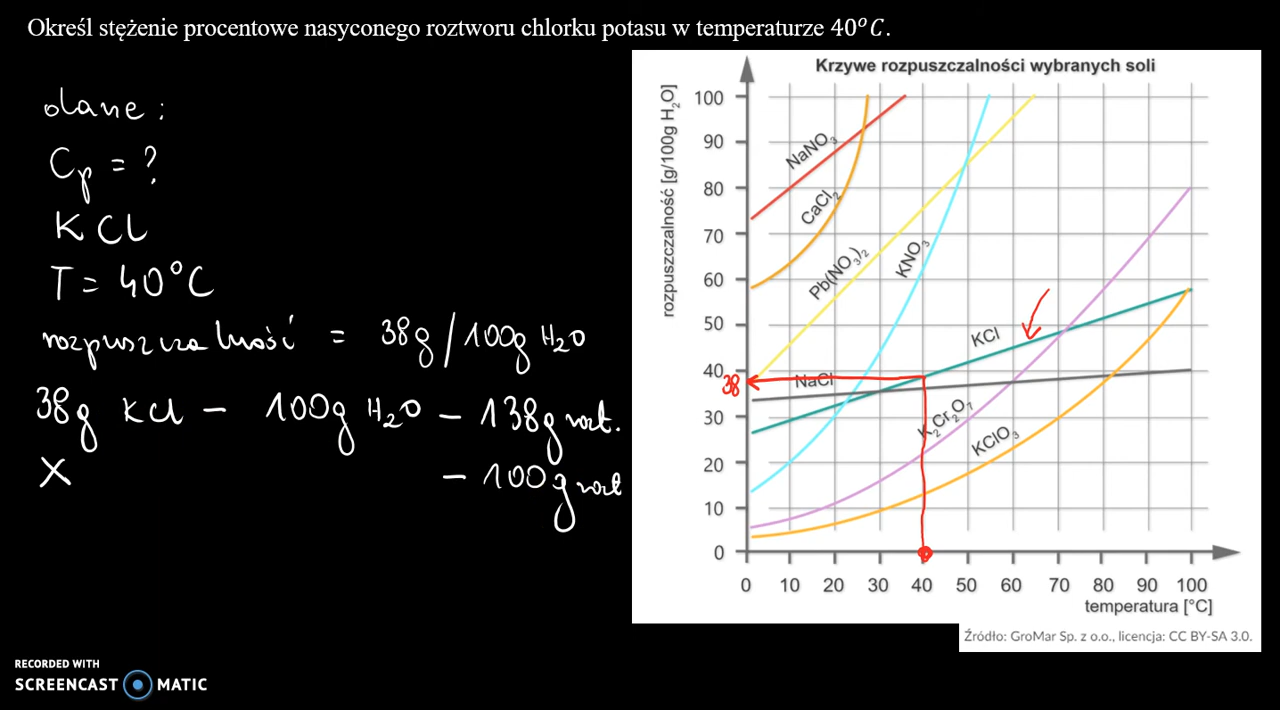 Określ stężenie procentowe nasyconego roztworu chlorku potasu w temperaturze 40°C.
dane:
Cp = ?
KCl
T = 40°C
rozpuszczalność = 38g/100g H₂O
38g KCl – 100g H₂O – 138g rozt.
X – 100g rozt
Krzywe rozpuszczalności wybranych soli
rozpuszczalność [g/100g H₂O]
100
90
80
70
60
50
40
38
30
20
10
0
NaNO₃
CaCl₂
Pb(NO₃)₂
KNO₃
KCl
NaCl
K₂Cr₂O₇
KClO₃
0 10 20 30 40 50 60 70 80 90 100
temperatura [°C]
Źródło: GroMar Sp. z o.o., licencja: CC BY-SA 3.0.
RECORDED WITH
SCREENCAST MATIC